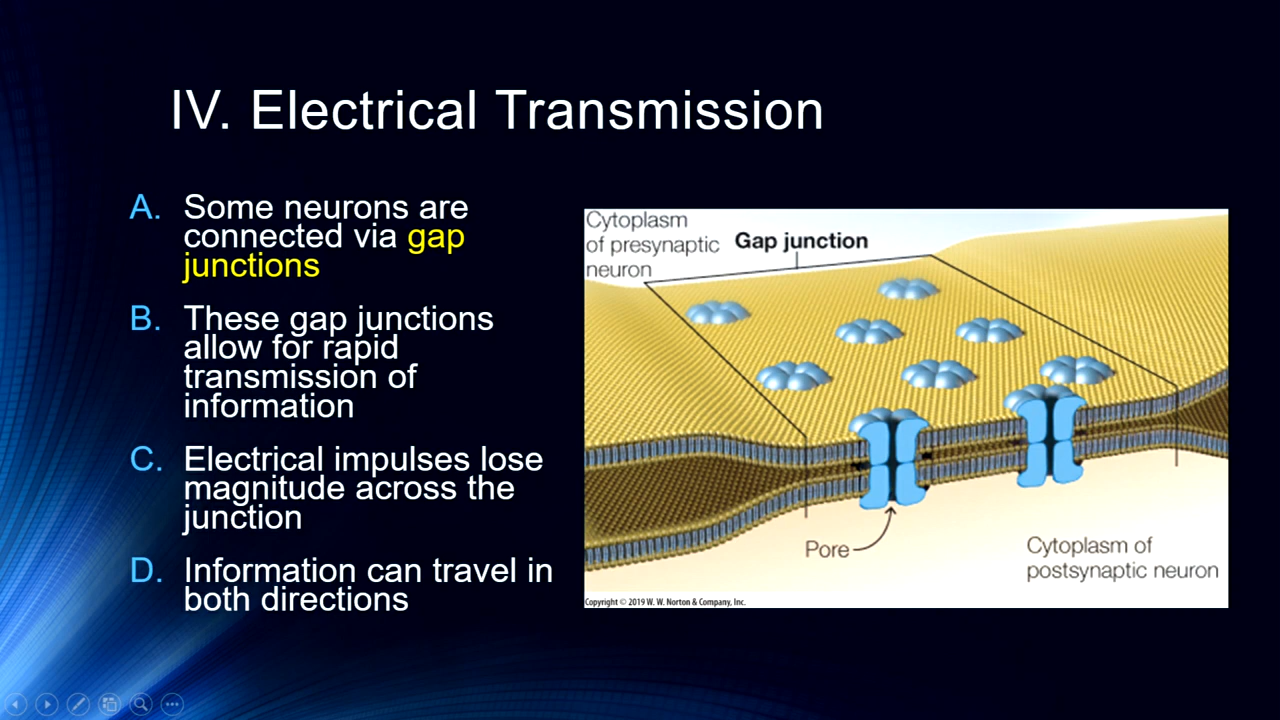 IV. Electrical Transmission
A. Some neurons are
connected via gap
junctions
B. These gap junctions
allow for rapid
transmission of
information
C. Electrical impulses lose
magnitude across the
junction
D. Information can travel in
both directions
Cytoplasm
of presynaptic
neuron
Gap junction
Pore
Cytoplasm of
postsynaptic neuron
Copyright © 2019 W. W. Norton & Company, Inc.